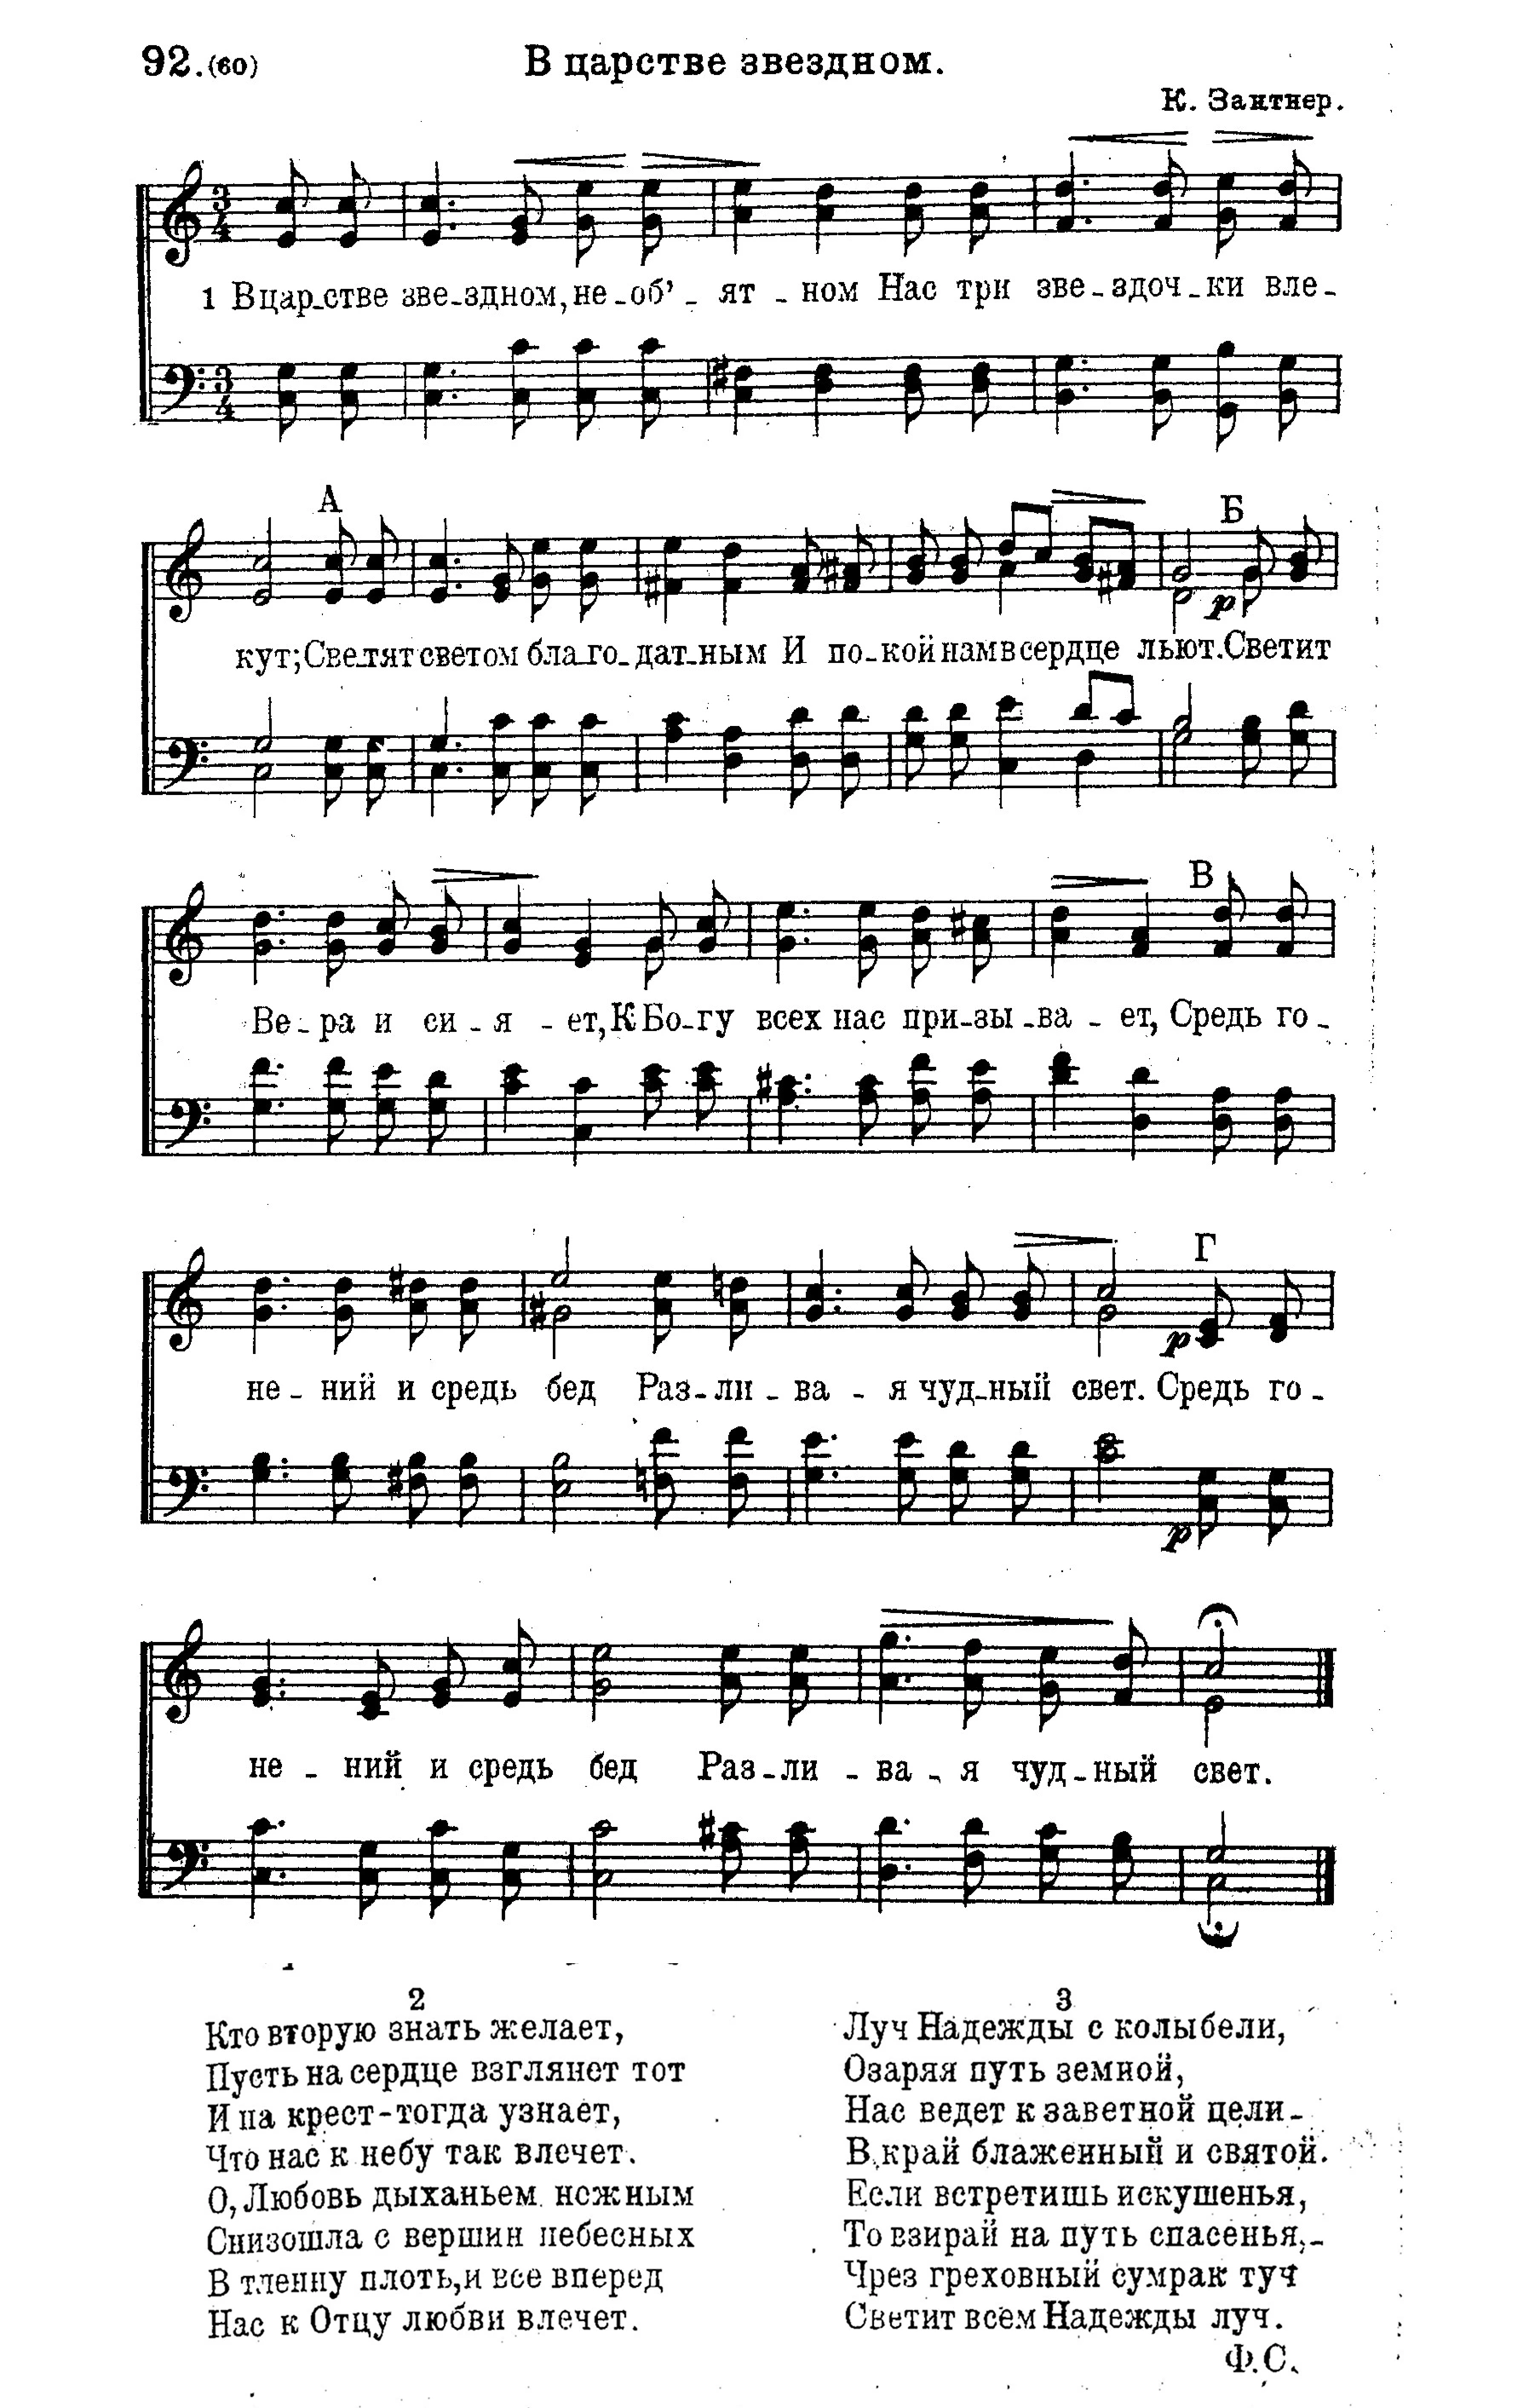 92.(60)
В царстве звездном.
К. Зантнер.
1 В цар-стве зве-здном, не-об'-ят-ном Нас три зве-здоч-ки вле-
А
Б
кут; Све-тят светом бла-го-дат-ным И по-кой нам в сердце льют. Светит
p
В
Ве-ра и си-я-ет, К Бо-гу всех нас при-зы-ва-ет, Средь го-
Г
p
не-ний и средь бед Раз-ли-ва-я чуд-ный свет. Средь го-
p
не-ний и средь бед Раз-ли-ва-я чуд-ный свет.
2
Кто вторую знать желает,
Пусть на сердце взглянет тот
И на крест-тогда узнает,
Что нас к небу так влечет.
О, Любовь дыханьем нежным
Снизошла с вершин небесных
В тленну плоть, и все вперед
Нас к Отцу любви влечет.
3
Луч Надежды с колыбели,
Озаряя путь земной,
Нас ведет к заветной цели-
В край блаженный и святой.
Если встретишь искушенья,
То взирай на путь спасенья,-
Чрез греховный сумрак туч
Светит всем Надежды луч.
Ф.С.